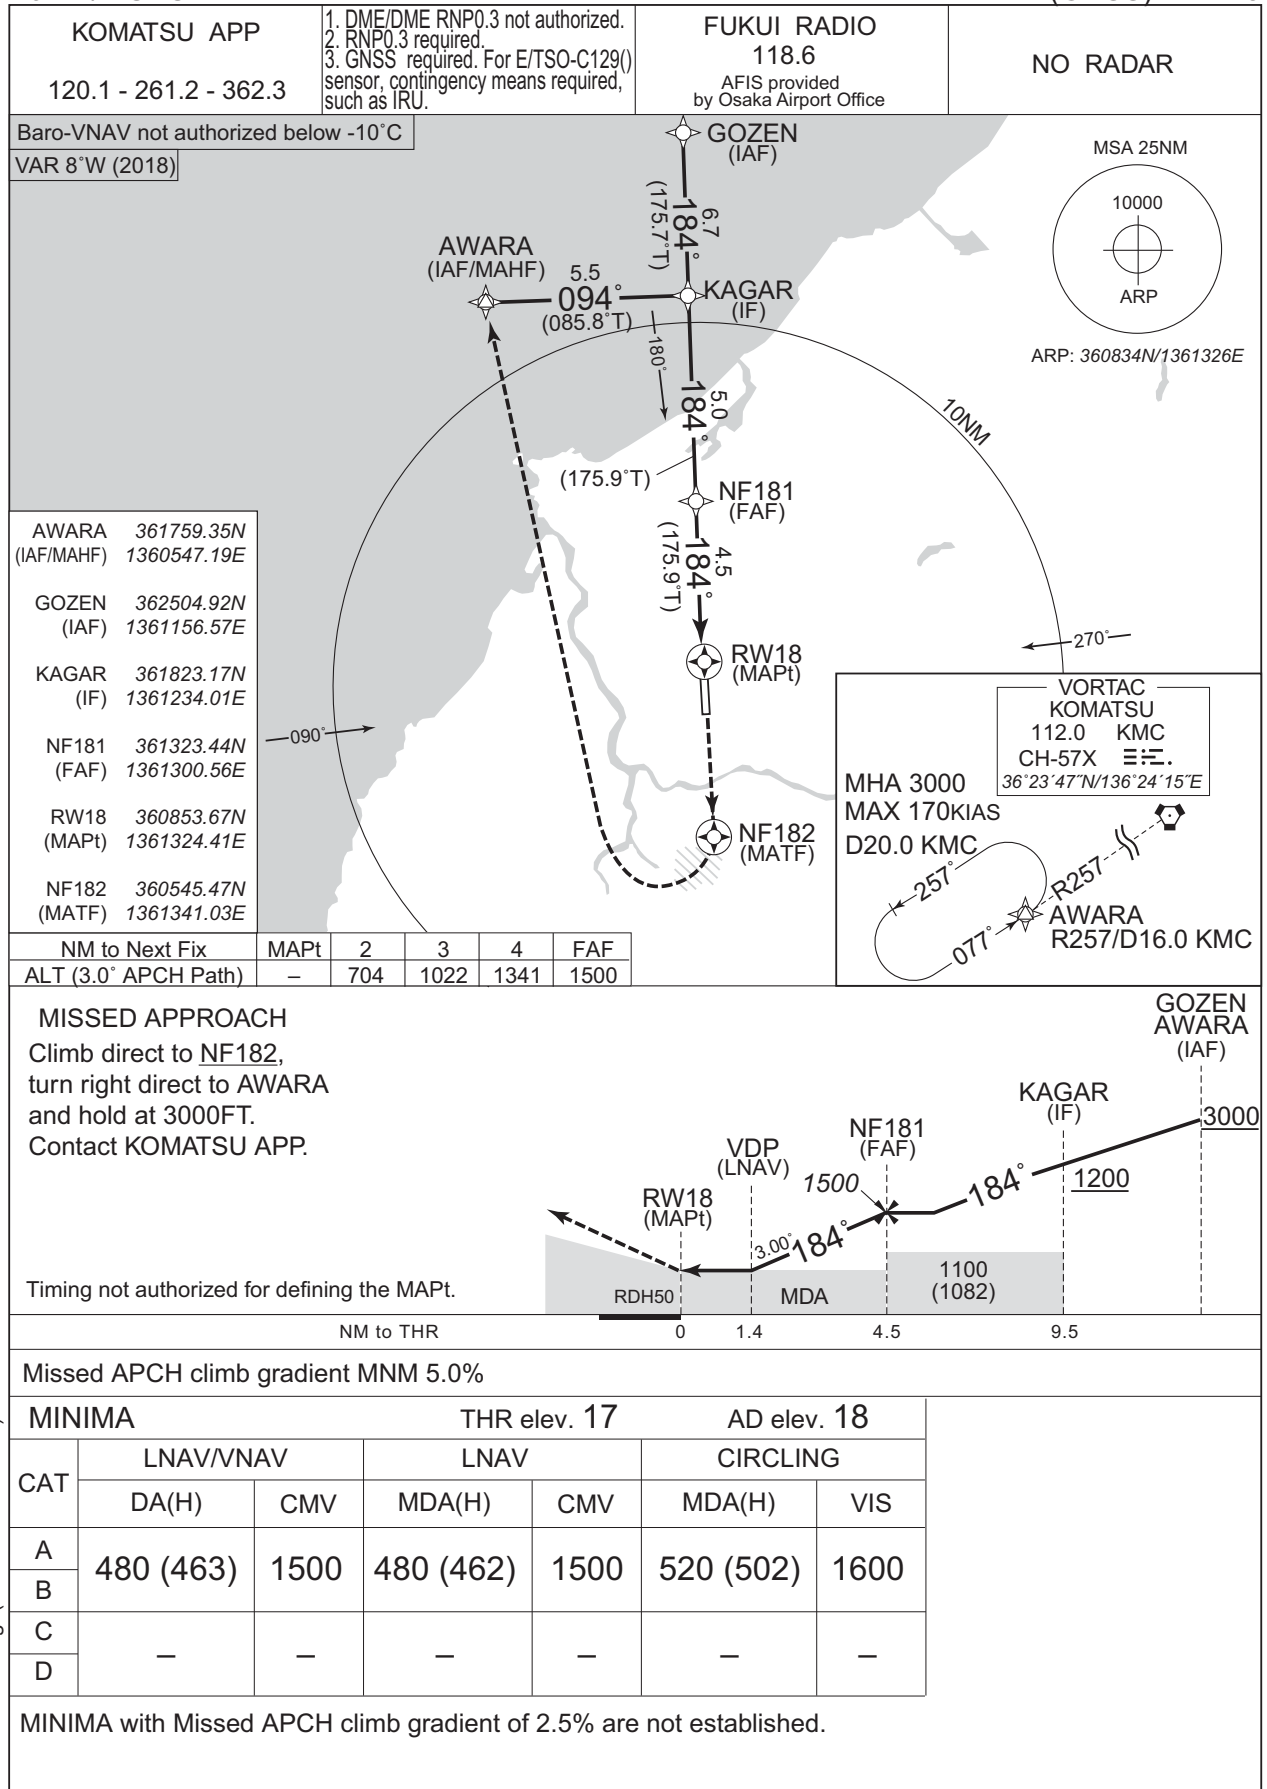 KOMATSU APP
120.1 - 261.2 - 362.3
1. DME/DME RNP0.3 not authorized.
2. RNP0.3 required.
3. GNSS required. For E/TSO-C129()
sensor, contingency means required,
such as IRU.
FUKUI RADIO
118.6
AFIS provided
by Osaka Airport Office
NO RADAR
Baro-VNAV not authorized below -10˚C
VAR 8˚W (2018)
GOZEN
(IAF)
MSA 25NM
10000
ARP
ARP: 360834N/1361326E
6.7
184˚
(175.7˚T)
AWARA
(IAF/MAHF)
5.5
094˚
(085.8˚T)
KAGAR
(IF)
180˚
5.0
184˚
(175.9˚T)
10NM
NF181
(FAF)
4.5
184˚
(175.9˚T)
RW18
(MAPt)
270˚
090˚
NF182
(MATF)
AWARA 361759.35N
(IAF/MAHF) 1360547.19E
GOZEN 362504.92N
(IAF) 1361156.57E
KAGAR 361823.17N
(IF) 1361234.01E
NF181 361323.44N
(FAF) 1361300.56E
RW18 360853.67N
(MAPt) 1361324.41E
NF182 360545.47N
(MATF) 1361341.03E
VORTAC
KOMATSU
112.0 KMC
CH-57X
36˚23´47˝N/136˚24´15˝E
MHA 3000
MAX 170KIAS
D20.0 KMC
257˚
077˚
R257
AWARA
R257/D16.0 KMC
NM to Next Fix MAPt 2 3 4 FAF
ALT (3.0˚ APCH Path) – 704 1022 1341 1500
MISSED APPROACH
Climb direct to NF182,
turn right direct to AWARA
and hold at 3000FT.
Contact KOMATSU APP.
Timing not authorized for defining the MAPt.
GOZEN
AWARA
(IAF)
3000
KAGAR
(IF)
1200
184˚
NF181
(FAF)
1500
VDP
(LNAV)
3.00˚
184˚
RW18
(MAPt)
RDH50
MDA
1100
(1082)
NM to THR 0 1.4 4.5 9.5
Missed APCH climb gradient MNM 5.0%
MINIMA THR elev. 17 AD elev. 18
CAT LNAV/VNAV LNAV CIRCLING
DA(H) CMV MDA(H) CMV MDA(H) VIS
A
B
480 (463) 1500 480 (462) 1500 520 (502) 1600
C
D
– – – – – –
MINIMA with Missed APCH climb gradient of 2.5% are not established.